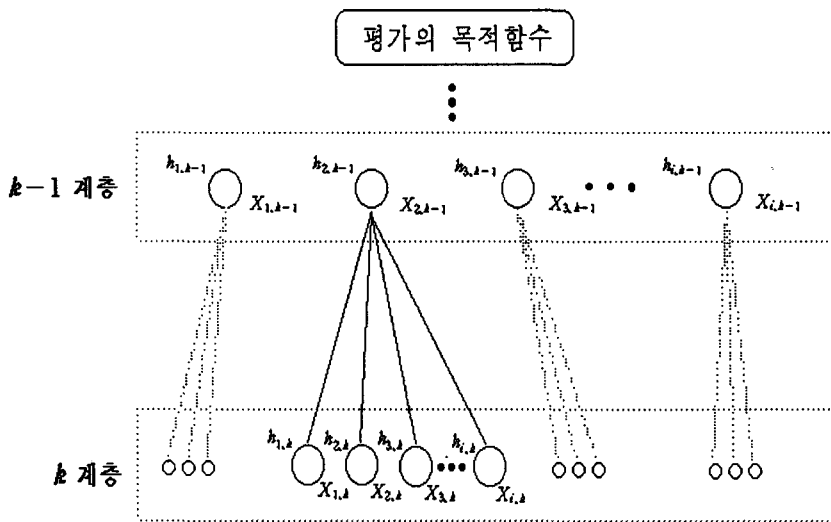 평가의 목적함수
k-1 계층
h1,k-1 h2,k-1 h3,k-1 hi,k-1
X1,k-1 X2,k-1 X3,k-1 Xi,k-1
h1,k h2,k h3,k hi,k
k 계층
X1,k X2,k X3,k Xi,k